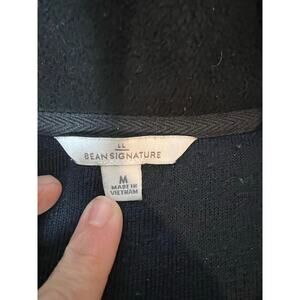 LL
BEAN SIGNATURE
M
MADE IN
VIETNAM